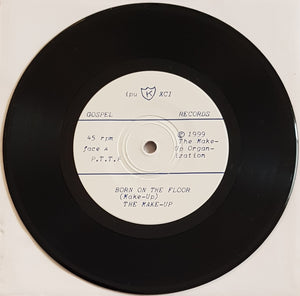 ipu K XCI
GOSPEL RECORDS
45 rpm
face A
P.T.T.F
© 1999
The Make-
Up Organ-
ization
BORN ON THE FLOOR
(Make-Up)
THE MAKE-UP